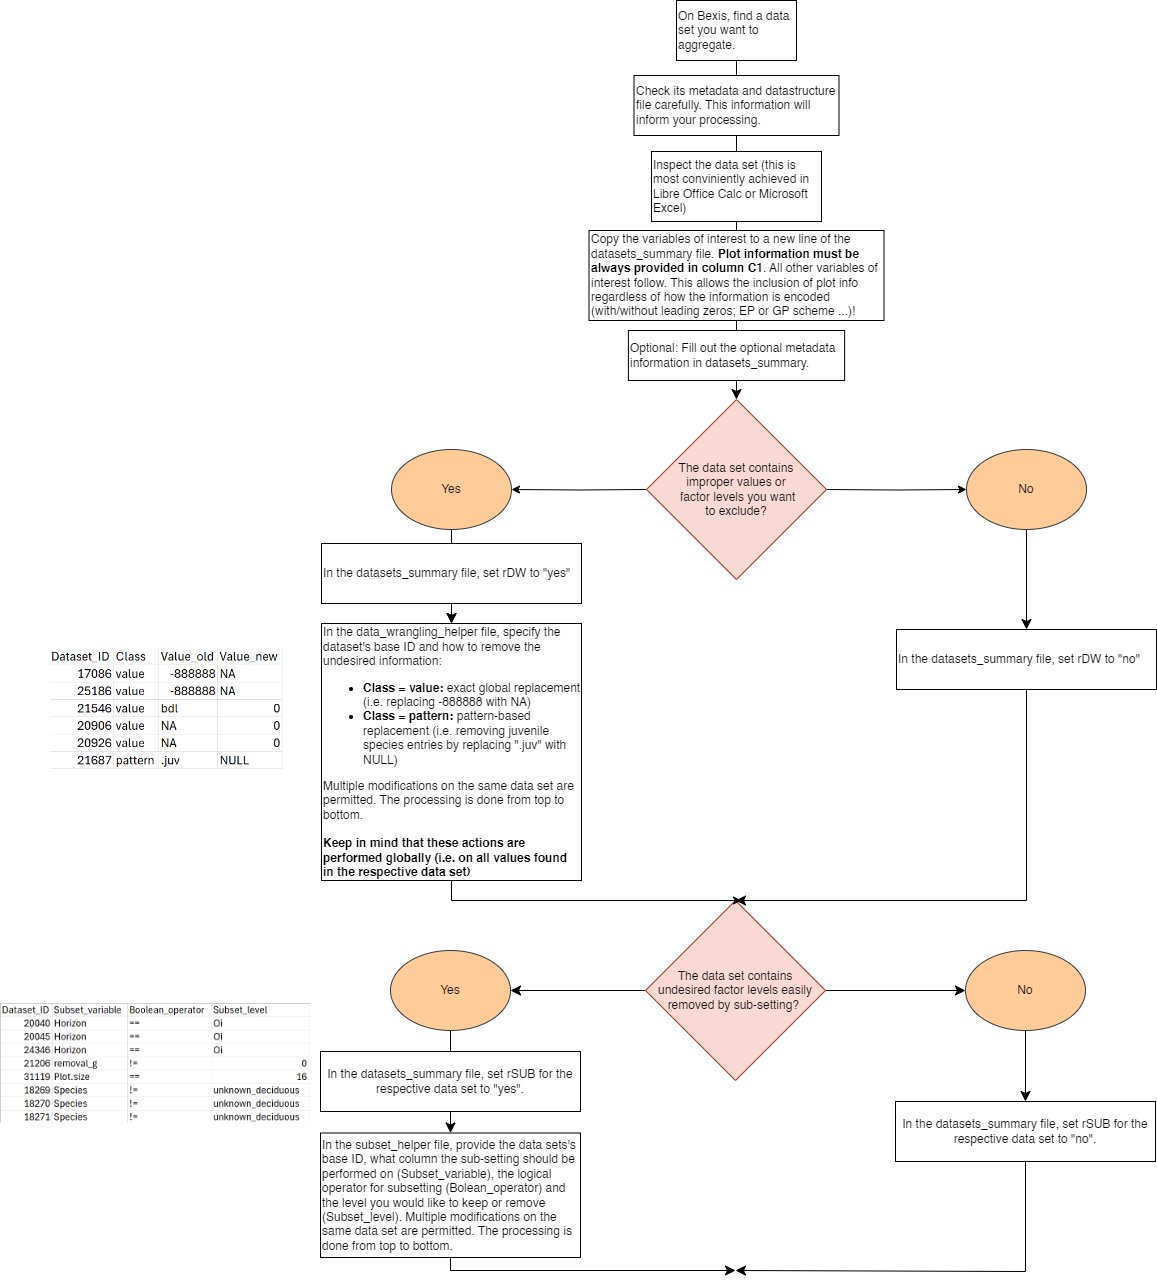 On Bexis, find a data
set you want to
aggregate.
Check its metadata and datastructure
file carefully. This information will
inform your processing.
Inspect the data set (this is
most conviniently achieved in
Libre Office Calc or Microsoft
Excel)
Copy the variables of interest to a new line of the
datasets_summary file. Plot information must be
always provided in column C1. All other variables of
interest follow. This allows the inclusion of plot info
regardless of how the information is encoded
(with/without leading zeros; EP or GP scheme ...)!
Optional: Fill out the optional metadata
information in datasets_summary.
The data set contains
improper values or
factor levels you want
to exclude?
Yes
No
In the datasets_summary file, set rDW to "yes"
In the datasets_summary file, set rDW to "no"
In the data_wrangling_helper file, specify the
dataset's base ID and how to remove the
undesired information:
• Class = value: exact global replacement
(i.e. replacing -888888 with NA)
• Class = pattern: pattern-based
replacement (i.e. removing juvenile
species entries by replacing ".juv" with
NULL)
Multiple modifications on the same data set are
permitted. The processing is done from top to
bottom.
Keep in mind that these actions are
performed globally (i.e. on all values found
in the respective data set)
Dataset_ID Class Value_old Value_new
17086 value -888888 NA
25186 value -888888 NA
21546 value bdl 0
20906 value NA 0
20926 value NA 0
21687 pattern .juv NULL
The data set contains
undesired factor levels easily
removed by sub-setting?
Yes
No
In the datasets_summary file, set rSUB for the
respective data set to "yes".
In the datasets_summary file, set rSUB for the
respective data set to "no".
In the subset_helper file, provide the data sets's
base ID, what column the sub-setting should be
performed on (Subset_variable), the logical
operator for subsetting (Bolean_operator) and
the level you would like to keep or remove
(Subset_level). Multiple modifications on the
same data set are permitted. The processing is
done from top to bottom.
Dataset_ID Subset_variable Boolean_operator Subset_level
20040 Horizon == Oi
20045 Horizon == Oi
24346 Horizon == Oi
21206 removal_g != 0
31119 Plot.size == 16
18269 Species != unknown_deciduous
18270 Species != unknown_deciduous
18271 Species != unknown_deciduous